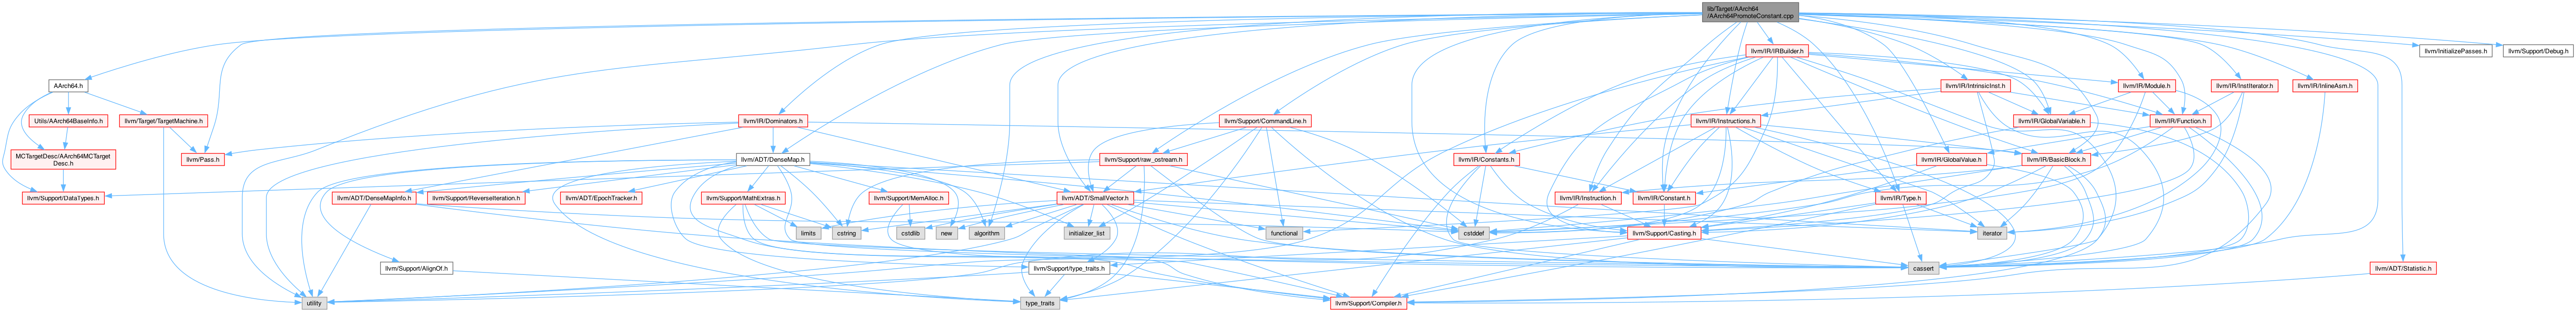 lib/Target/AArch64
/AArch64PromoteConstant.cpp
llvm/IR/IRBuilder.h
llvm/InitializePasses.h
llvm/Support/Debug.h
AArch64.h
llvm/IR/IntrinsicInst.h
llvm/IR/Module.h
llvm/IR/InstIterator.h
llvm/IR/InlineAsm.h
Utils/AArch64BaseInfo.h
llvm/Target/TargetMachine.h
llvm/IR/Dominators.h
llvm/Support/CommandLine.h
llvm/IR/Instructions.h
llvm/IR/GlobalVariable.h
llvm/IR/Function.h
MCTargetDesc/AArch64MCTarget
Desc.h
llvm/Pass.h
llvm/ADT/DenseMap.h
llvm/Support/raw_ostream.h
llvm/IR/Constants.h
llvm/IR/GlobalValue.h
llvm/IR/BasicBlock.h
llvm/Support/DataTypes.h
llvm/ADT/DenseMapInfo.h
llvm/Support/ReverseIteration.h
llvm/ADT/EpochTracker.h
llvm/Support/MathExtras.h
llvm/Support/MemAlloc.h
llvm/ADT/SmallVector.h
llvm/IR/Instruction.h
llvm/IR/Constant.h
llvm/IR/Type.h
limits
cstring
cstdlib
new
algorithm
initializer_list
functional
cstddef
llvm/Support/Casting.h
iterator
llvm/Support/AlignOf.h
llvm/Support/type_traits.h
cassert
llvm/ADT/Statistic.h
utility
type_traits
llvm/Support/Compiler.h